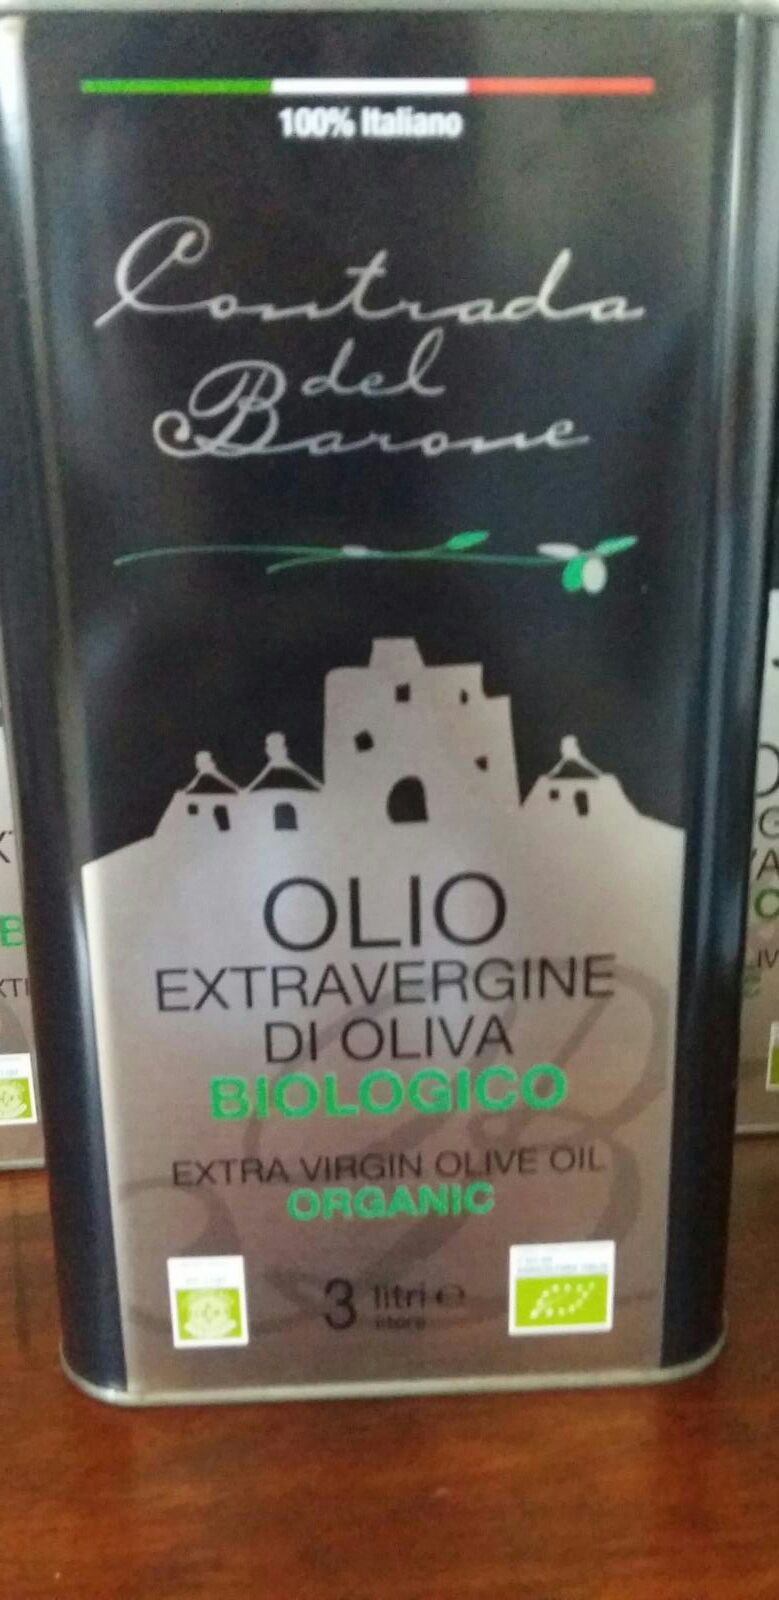 100% Italiano
Contrada
del
Barone
OLIO
EXTRAVERGINE
DI OLIVA
BIOLOGICO
EXTRA VIRGIN OLIVE OIL
ORGANIC
3 litri e